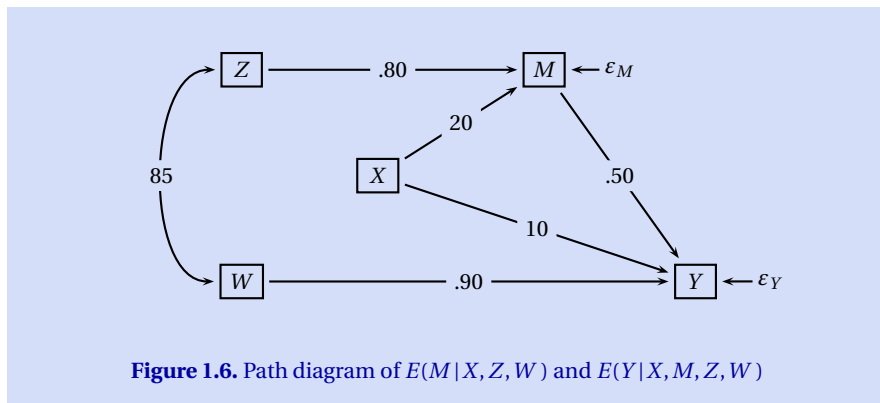 Z .80 M ε_M
20
85 X .50
10
W .90 Y ε_Y
Figure 1.6. Path diagram of E(M|X,Z,W) and E(Y|X,M,Z,W)